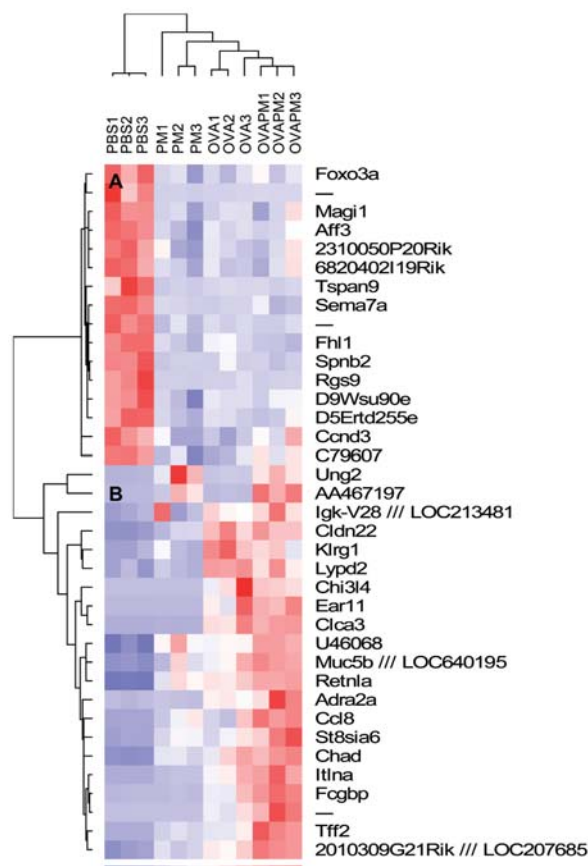 PBS1
PBS2
PBS3
PM1
PM2
PM3
OVA1
OVA2
OVA3
OVAPM1
OVAPM2
OVAPM3
A
Foxo3a
—
Magi1
Aff3
2310050P20Rik
6820402I19Rik
Tspan9
Sema7a
—
Fhl1
Spnb2
Rgs9
D9Wsu90e
D5Ertd255e
Ccnd3
C79607
Ung2
B
AA467197
Igk-V28 /// LOC213481
Cldn22
Klrg1
Lypd2
Chi3l4
Ear11
Clca3
U46068
Muc5b /// LOC640195
Retnla
Adra2a
Ccl8
St8sia6
Chad
Itlna
Fcgbp
—
Tff2
2010309G21Rik /// LOC207685